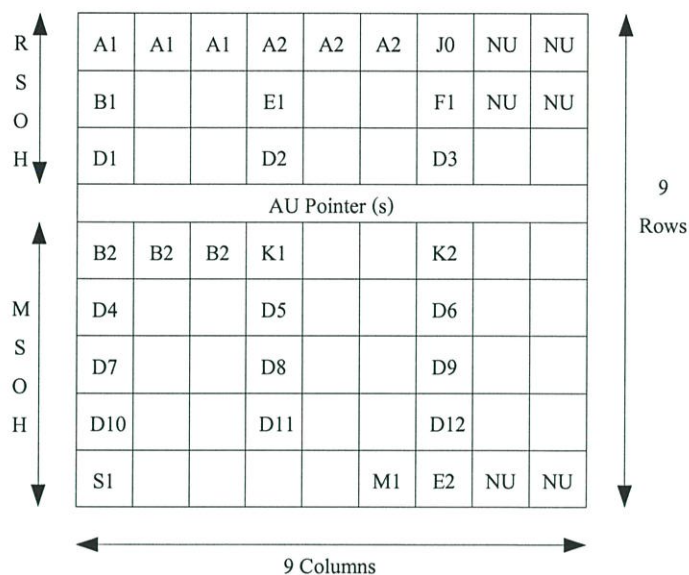 R S O H
A1 A1 A1 A2 A2 A2 J0 NU NU
B1 E1 F1 NU NU
D1 D2 D3
AU Pointer (s)
9
Rows
M S O H
B2 B2 B2 K1 K2
D4 D5 D6
D7 D8 D9
D10 D11 D12
S1 M1 E2 NU NU
9 Columns